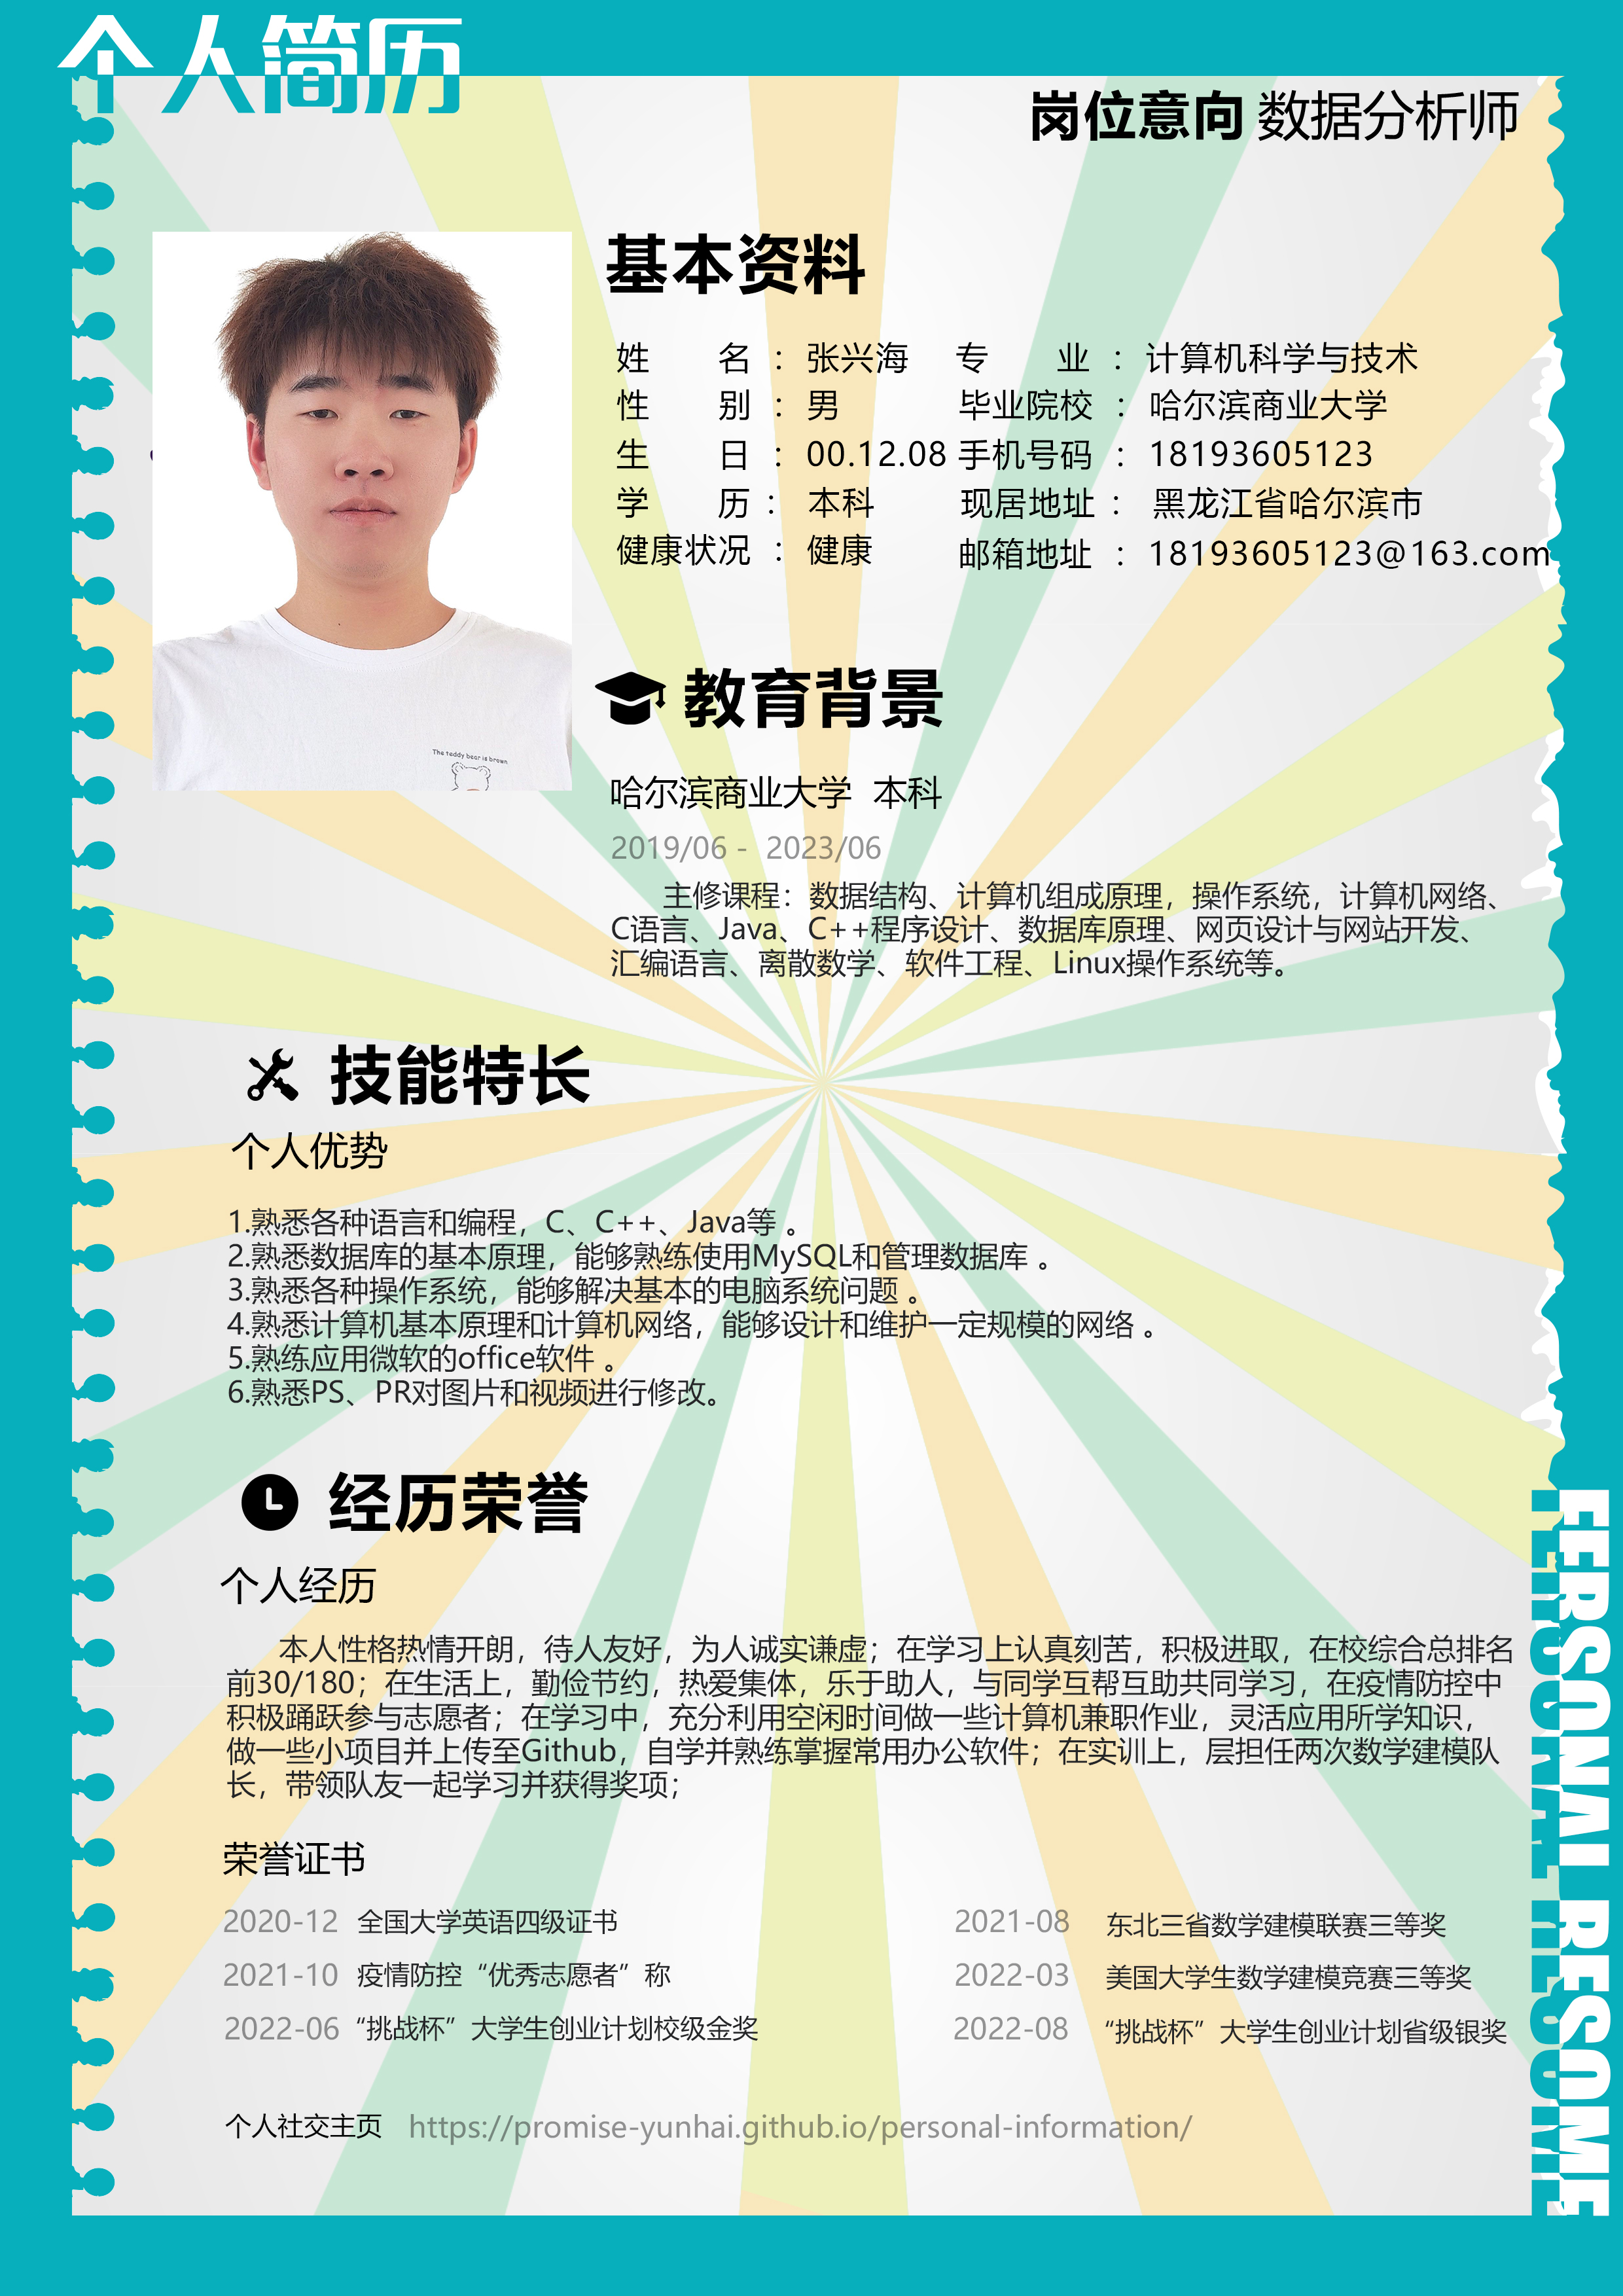 个人简历
岗位意向 数据分析师
基本资料
姓 名 : 张兴海 专 业 : 计算机科学与技术
性 别 : 男 毕业院校 : 哈尔滨商业大学
生 日 : 00.12.08 手机号码 : 18193605123
学 历 : 本科 现居地址 : 黑龙江省哈尔滨市
健康状况 : 健康 邮箱地址 : 18193605123@163.com
The teddy bear is brown
教育背景
哈尔滨商业大学 本科
2019/06 - 2023/06
主修课程：数据结构、计算机组成原理，操作系统，计算机网络、
C语言、Java、C++程序设计、数据库原理、网页设计与网站开发、
汇编语言、离散数学、软件工程、Linux操作系统等。
技能特长
个人优势
1.熟悉各种语言和编程，C、C++、Java等 。
2.熟悉数据库的基本原理，能够熟练使用MySQL和管理数据库 。
3.熟悉各种操作系统，能够解决基本的电脑系统问题 。
4.熟悉计算机基本原理和计算机网络，能够设计和维护一定规模的网络 。
5.熟练应用微软的office软件 。
6.熟悉PS、PR对图片和视频进行修改。
经历荣誉
个人经历
本人性格热情开朗，待人友好，为人诚实谦虚；在学习上认真刻苦，积极进取，在校综合总排名
前30/180；在生活上，勤俭节约，热爱集体，乐于助人，与同学互帮互助共同学习，在疫情防控中
积极踊跃参与志愿者；在学习中，充分利用空闲时间做一些计算机兼职作业，灵活应用所学知识，
做一些小项目并上传至Github，自学并熟练掌握常用办公软件；在实训上，层担任两次数学建模队
长，带领队友一起学习并获得奖项；
荣誉证书
2020-12 全国大学英语四级证书 2021-08 东北三省数学建模联赛三等奖
2021-10 疫情防控“优秀志愿者”称 2022-03 美国大学生数学建模竞赛三等奖
2022-06 “挑战杯”大学生创业计划校级金奖 2022-08 “挑战杯”大学生创业计划省级银奖
个人社交主页 https://promise-yunhai.github.io/personal-information/
FERSONAL RESOME